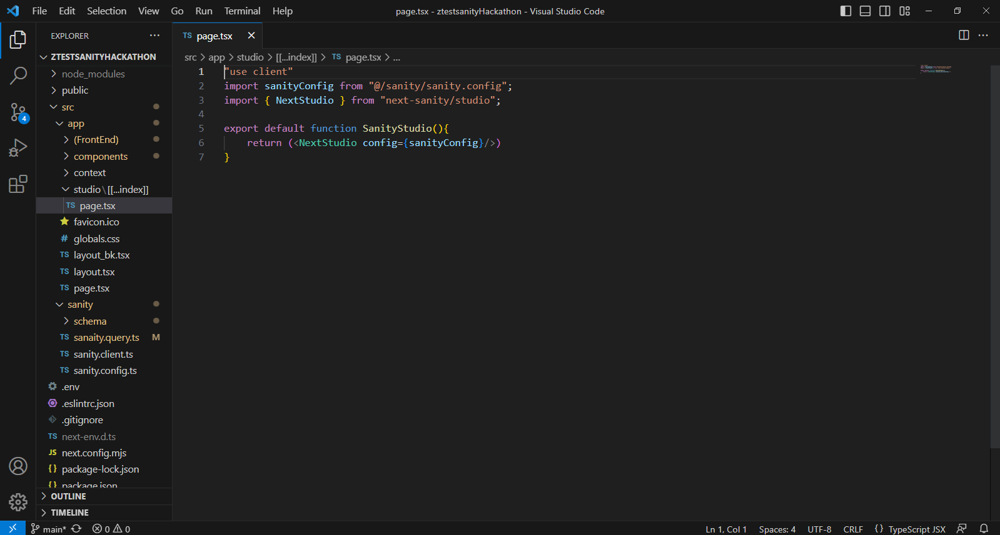 File Edit Selection View Go Run Terminal Help
page.tsx - ztestsanityHackathon - Visual Studio Code
EXPLORER
ZTESTSANITYHACKATHON
node_modules
public
src
app
(FrontEnd)
components
context
studio\[[...index]]
TS page.tsx
favicon.ico
# globals.css
TS layout_bk.tsx
TS layout.tsx
TS page.tsx
sanity
schema
TS sanaity.query.ts M
TS sanity.client.ts
TS sanity.config.ts
.env
.eslintrc.json
.gitignore
TS next-env.d.ts
JS next.config.mjs
{} package-lock.json
{} package.json
OUTLINE
TIMELINE
4
TS page.tsx
src > app > studio > [[...index]] > TS page.tsx > ...
1 "use client"
2 import sanityConfig from "@/sanity/sanity.config";
3 import { NextStudio } from "next-sanity/studio";
4
5 export default function SanityStudio(){
6     return (<NextStudio config={sanityConfig}/>)
7 }
main* 0 0
Ln 1, Col 1 Spaces: 4 UTF-8 CRLF {} TypeScript JSX